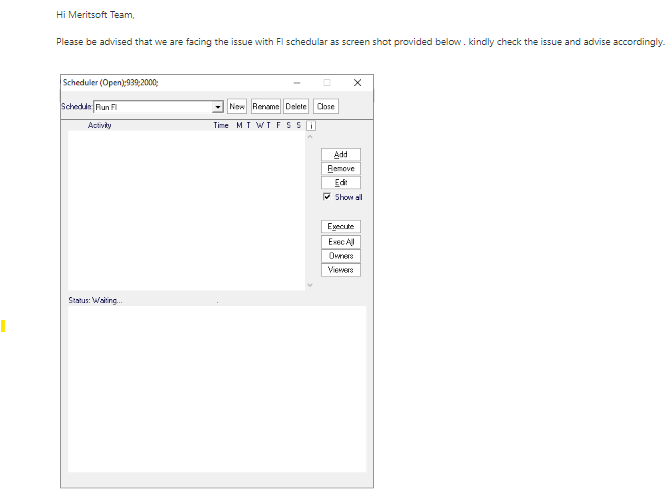 Hi Meritsoft Team,
Please be advised that we are facing the issue with FI schedular as screen shot provided below . kindly check the issue and advise accordingly.
Scheduler (Open);939;2000;
Schedule: Run FI New Rename Delete Close
Activity Time M T W T F S S i
Add
Remove
Edit
Show all
Execute
Exec All
Owners
Viewers
Status: Waiting... .